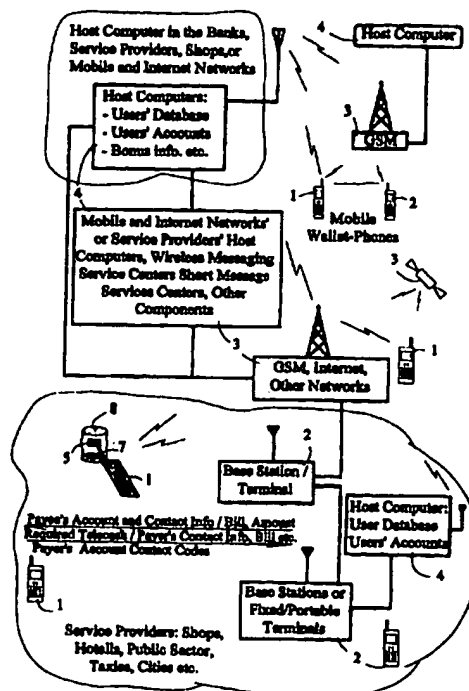 Host Computer in the Banks,
Service Providers, Shops, or
Mobile and Internet Networks
4
Host Computer
Host Computers:
- Users' Database
- Users' Accounts
- Bonus info. etc.
3
GSM
4
1
2
Mobile
Wallet-Phones
Mobile and Internet Networks'
or Service Providers' Host
Computers, Wireless Messaging
Service Centers Short Message
Services Centers, Other
Components
3
3
1
GSM, Internet,
Other Networks
8
5
7
1
2
Base Station /
Terminal
Host Computer:
User Database
Users' Accounts
4
Payee's Account and Contact Info / Bill, Amount
Required Telecash / Payer's Contact Info, Bill etc.
Payer's Account Contact Codes
1
Base Stations or
Fixed/Portable
Terminals
2
Service Providers: Shops,
Hotells, Public Sector,
Taxies, Cities etc.